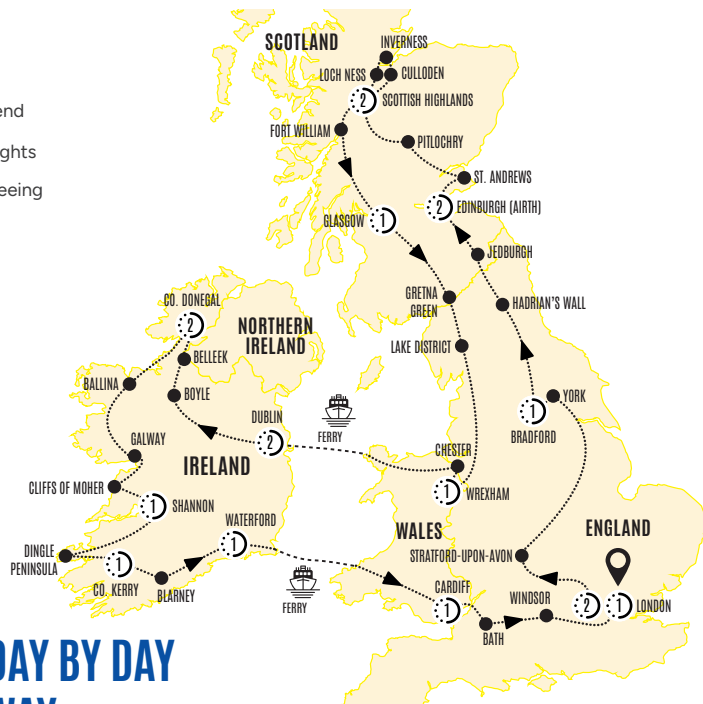 end
ghts
eeing
SCOTLAND
INVERNESS
LOCH NESS
CULLODEN
2
SCOTTISH HIGHLANDS
FORT WILLIAM
PITLOCHRY
ST. ANDREWS
2
EDINBURGH (AIRTH)
GLASGOW
1
JEDBURGH
GRETNA
GREEN
HADRIAN'S WALL
CO. DONEGAL
2
NORTHERN
IRELAND
LAKE DISTRICT
BELLEEK
BALLINA
BOYLE
YORK
1
BRADFORD
DUBLIN
2
FERRY
GALWAY
IRELAND
CHESTER
1
WREXHAM
CLIFFS OF MOHER
1
SHANNON
WATERFORD
1
WALES
ENGLAND
DINGLE
PENINSULA
1
CO. KERRY
BLARNEY
FERRY
STRATFORD-UPON-AVON
CARDIFF
1
WINDSOR
2
1
LONDON
BATH
DAY BY DAY
WAY